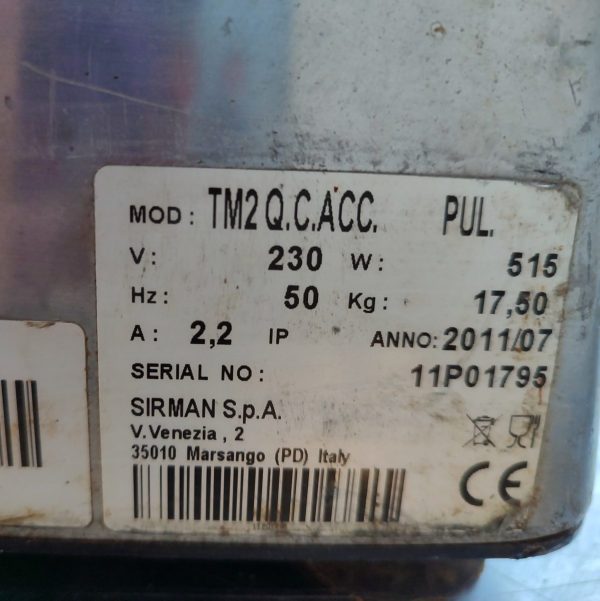 MOD: TM2 Q.C.ACC. PUL.
V: 230 W: 515
Hz: 50 Kg: 17,50
A: 2,2 IP ANNO: 2011/07
SERIAL NO: 11P01795
SIRMAN S.p.A.
V.Venezia, 2
35010 Marsango (PD) Italy
CE